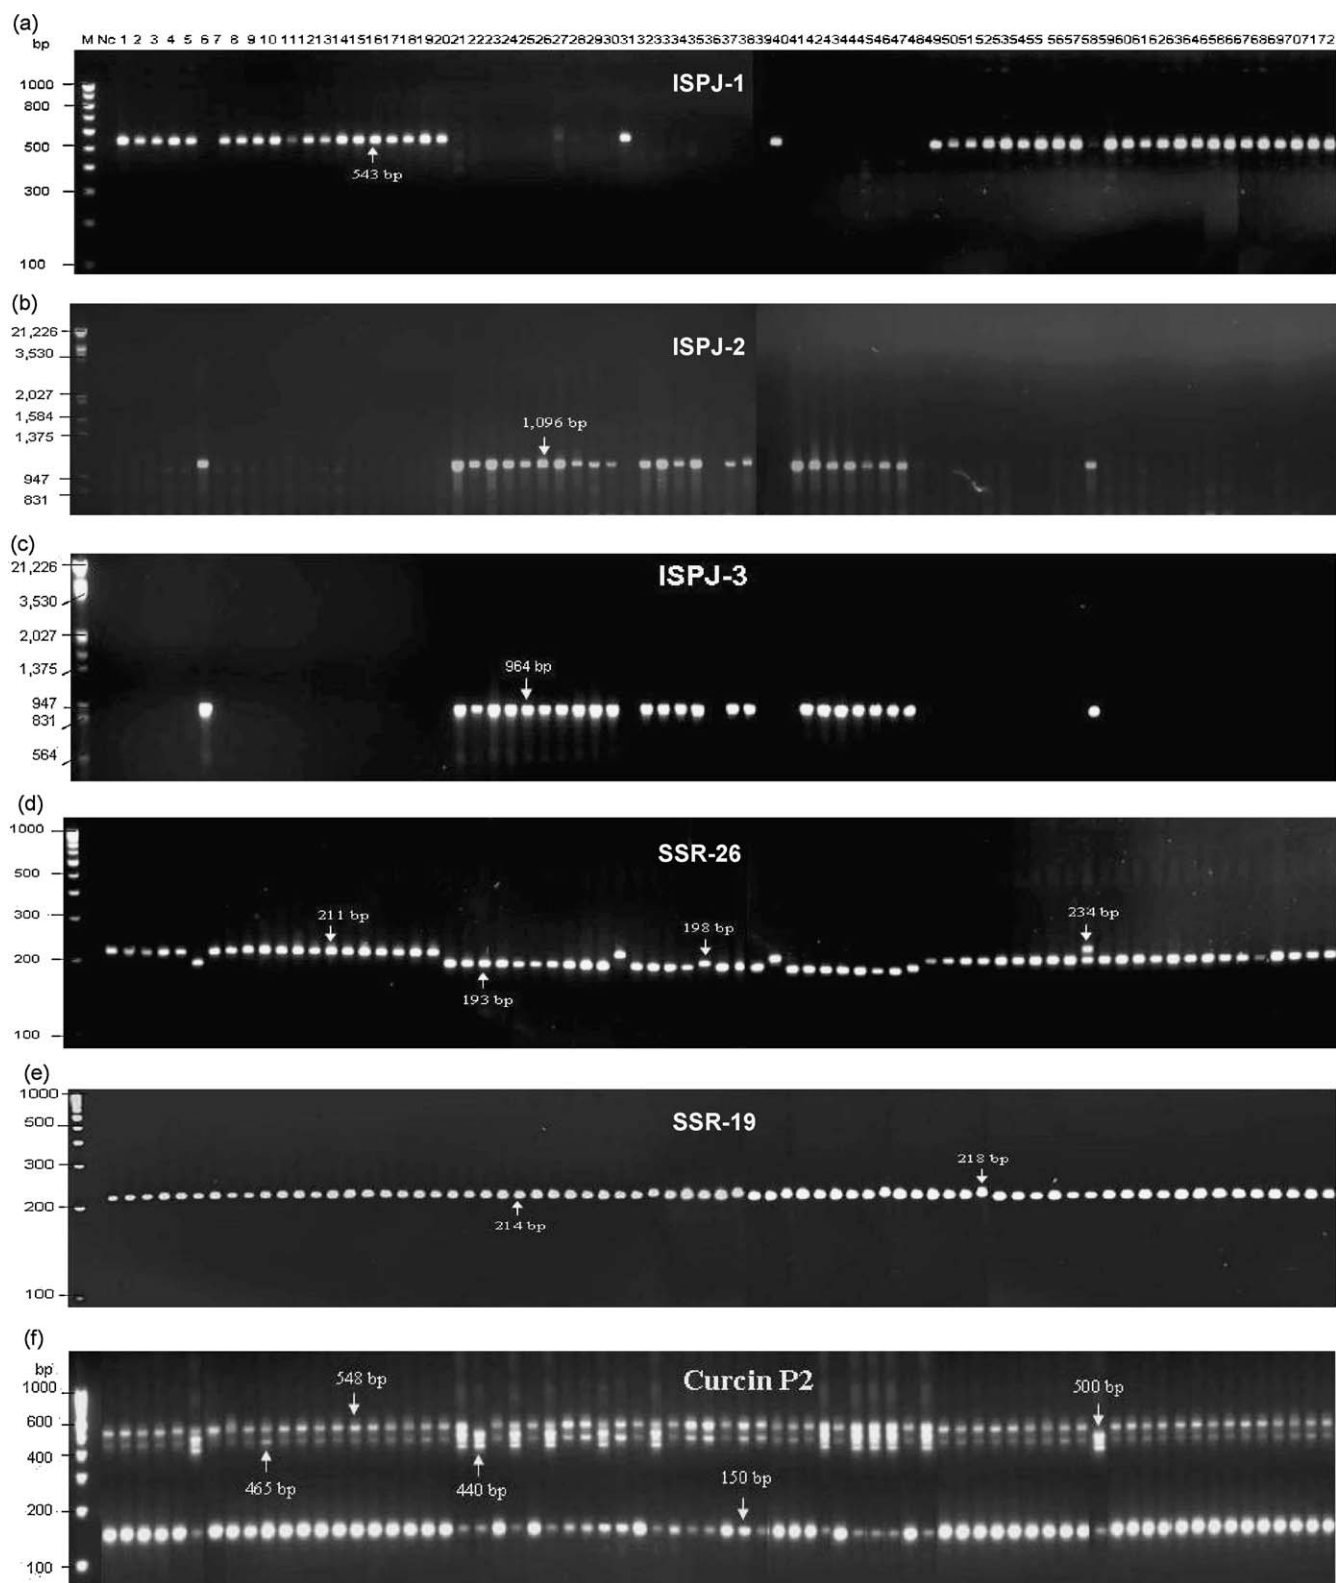 (a)
bp M Nc 1 2 3 4 5 6 7 8 9 10 11 12 13 14 15 16 17 18 19 20 21 22 23 24 25 26 27 28 29 30 31 32 33 34 35 36 37 38 39 40 41 42 43 44 45 46 47 48 49 50 51 52 53 54 55 56 57 58 59 60 61 62 63 64 65 66 67 68 69 70 71 72
ISPJ-1
1000
800
500
543 bp
300
100
(b)
21,226
ISPJ-2
3,530
2,027
1,584
1,096 bp
1,375
947
831
(c)
21,226
ISPJ-3
3,530
2,027
964 bp
1,375
947
831
564
(d)
1000
SSR-26
500
300
211 bp
198 bp
234 bp
200
193 bp
100
(e)
1000
SSR-19
500
218 bp
300
200
214 bp
100
(f)
bp
548 bp
Curcin P2
500 bp
1000
600
400
465 bp
440 bp
150 bp
200
100